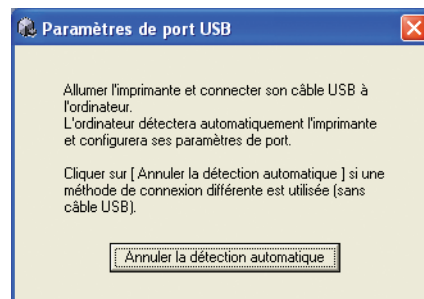 Paramètres de port USB
Allumer l'imprimante et connecter son câble USB à
l'ordinateur.
L'ordinateur détectera automatiquement l'imprimante
et configurera ses paramètres de port.
Cliquer sur [ Annuler la détection automatique ] si une
méthode de connexion différente est utilisée (sans
câble USB).
Annuler la détection automatique